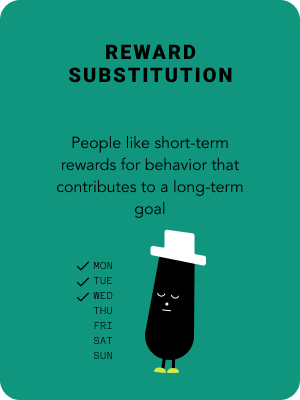 REWARD
SUBSTITUTION
People like short-term
rewards for behavior that
contributes to a long-term
goal
MON
TUE
WED
THU
FRI
SAT
SUN